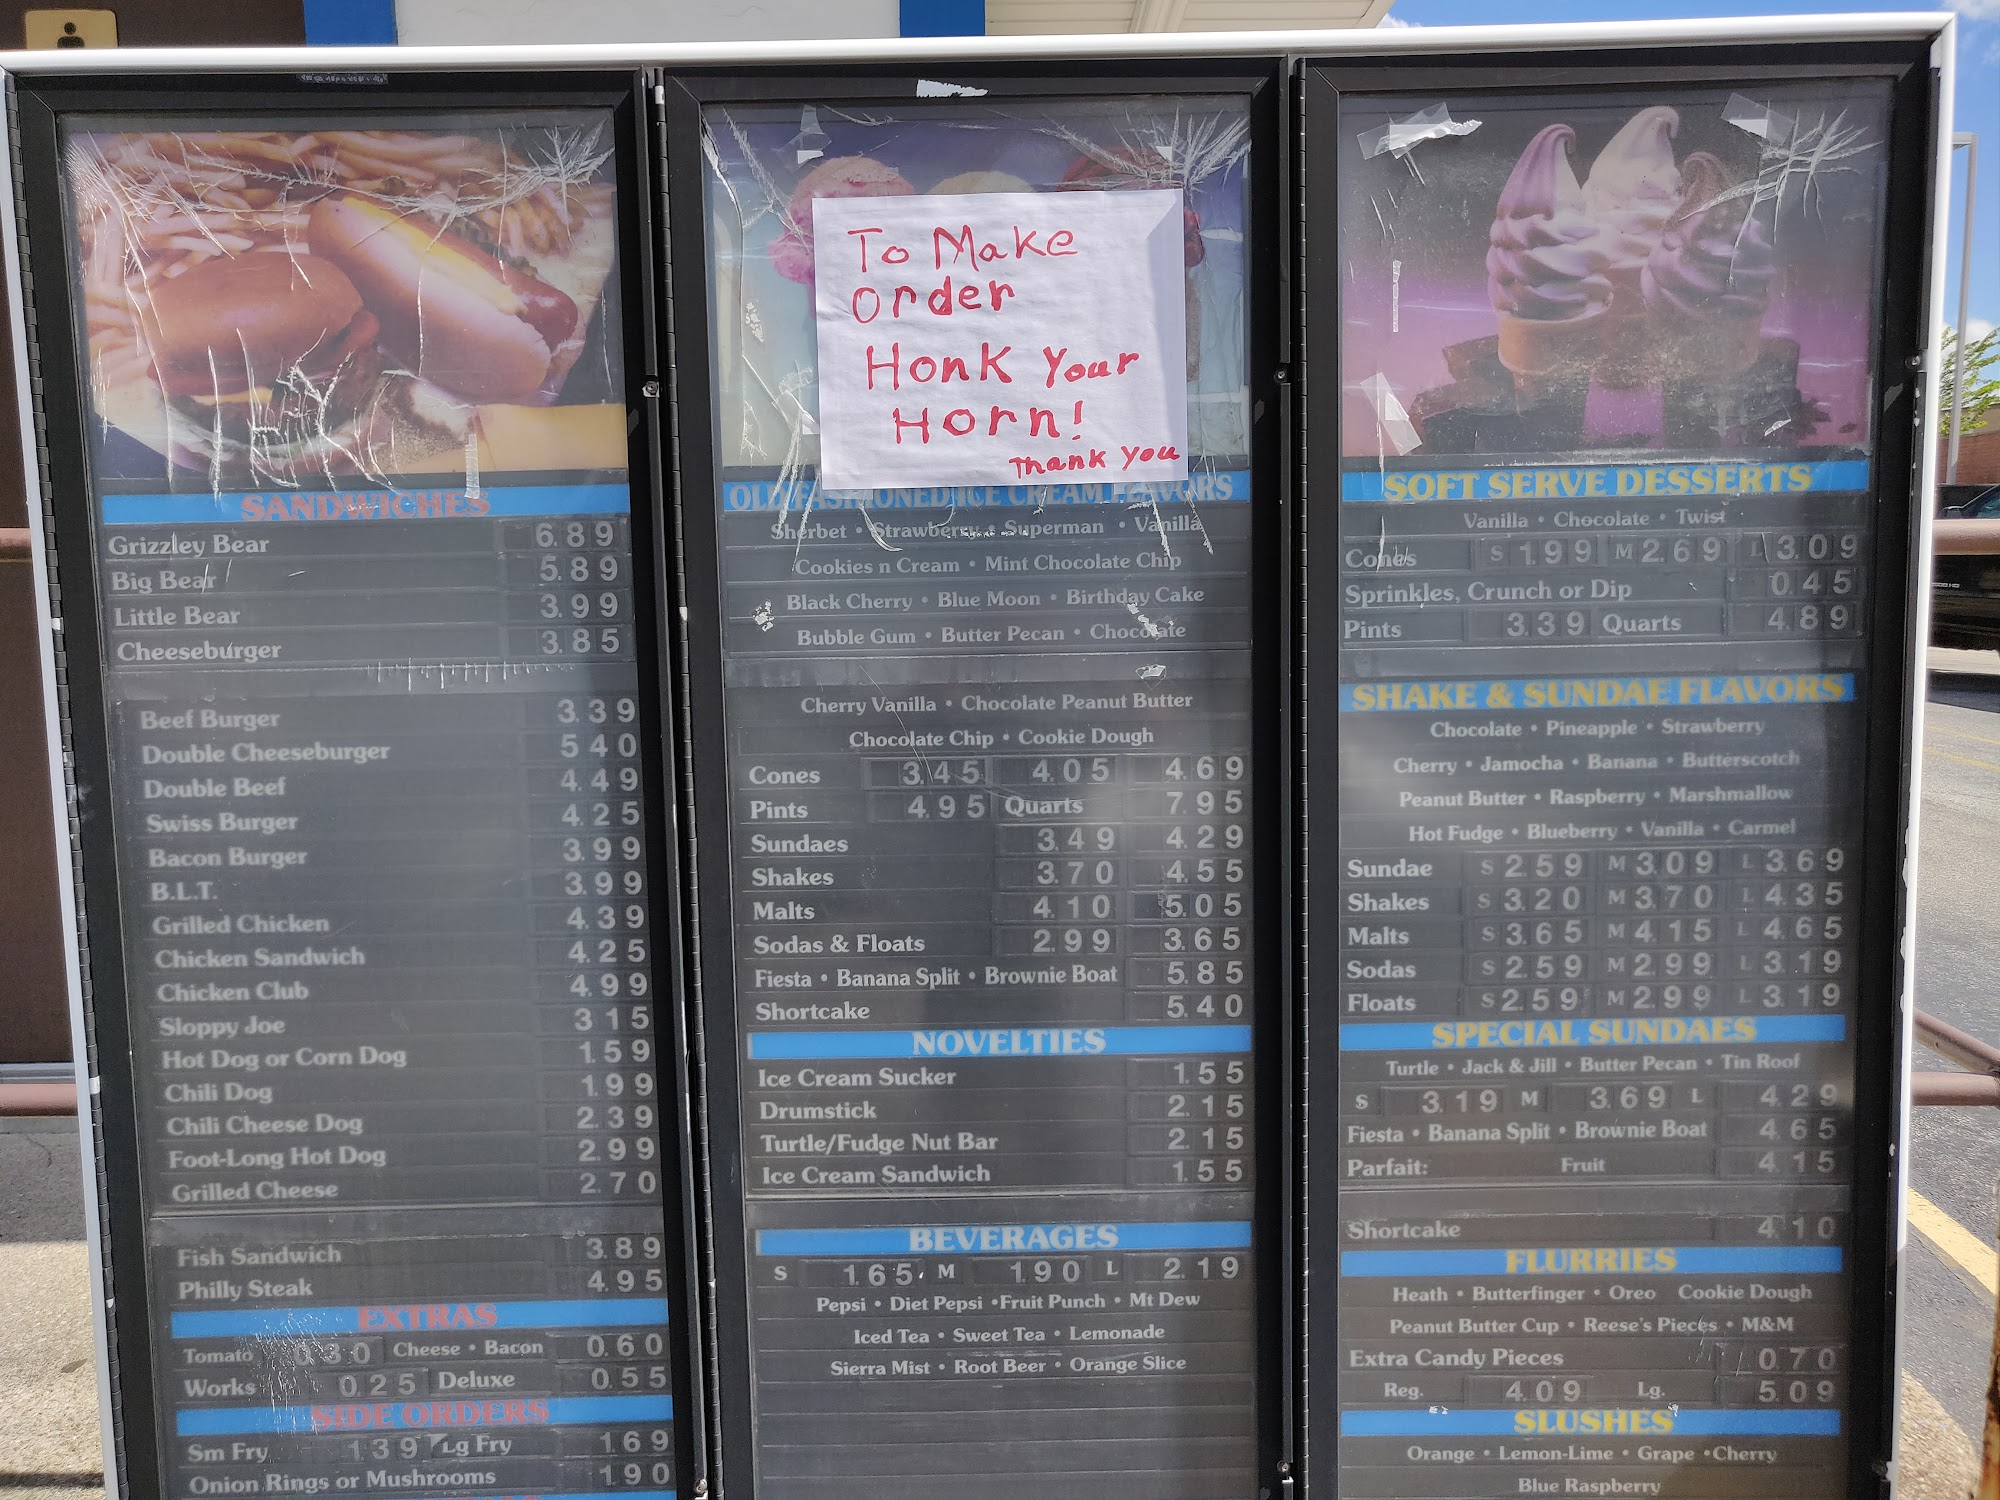 To Make
Order
Honk Your
Horn!
Thank You
SANDWICHES
Grizzley Bear 6.89
Big Bear 5.89
Little Bear 3.99
Cheeseburger 3.85
Beef Burger 3.39
Double Cheeseburger 5 40
Double Beef 4.49
Swiss Burger 4.25
Bacon Burger 3.99
B.L.T. 3.99
Grilled Chicken 4.39
Chicken Sandwich 4.25
Chicken Club 4.99
Sloppy Joe 3 15
Hot Dog or Corn Dog 1.59
Chili Dog 1.99
Chili Cheese Dog 2.39
Foot-Long Hot Dog 2.99
Grilled Cheese 2.70
Fish Sandwich 3.89
Philly Steak 4.95
EXTRAS
Tomato 0.30 Cheese • Bacon 0.60
Works 0.25 Deluxe 0.55
SIDE ORDERS
Sm Fry 1.39 Lg Fry 1.69
Onion Rings or Mushrooms 1.90
OLD FASHIONED ICE CREAM FLAVORS
Sherbet • Strawberry • Superman • Vanilla
Cookies n Cream • Mint Chocolate Chip
Black Cherry • Blue Moon • Birthday Cake
Bubble Gum • Butter Pecan • Chocolate
Cherry Vanilla • Chocolate Peanut Butter
Chocolate Chip • Cookie Dough
Cones 3.45 4.05 4.69
Pints 4.95 Quarts 7.95
Sundaes 3.49 4.29
Shakes 3.70 4.55
Malts 4.10 5.05
Sodas & Floats 2.99 3.65
Fiesta • Banana Split • Brownie Boat 5.85
Shortcake 5.40
NOVELTIES
Ice Cream Sucker 1.55
Drumstick 2.15
Turtle/Fudge Nut Bar 2.15
Ice Cream Sandwich 1.55
BEVERAGES
S 1.65 M 1.90 L 2.19
Pepsi • Diet Pepsi • Fruit Punch • Mt Dew
Iced Tea • Sweet Tea • Lemonade
Sierra Mist • Root Beer • Orange Slice
SOFT SERVE DESSERTS
Vanilla • Chocolate • Twist
Cones S 1.99 M 2.69 L 3.09
Sprinkles, Crunch or Dip 0.45
Pints 3.39 Quarts 4.89
SHAKE & SUNDAE FLAVORS
Chocolate • Pineapple • Strawberry
Cherry • Jamocha • Banana • Butterscotch
Peanut Butter • Raspberry • Marshmallow
Hot Fudge • Blueberry • Vanilla • Carmel
Sundae S 2.59 M 3.09 L 3.69
Shakes S 3.20 M 3.70 L 4.35
Malts S 3.65 M 4.15 L 4.65
Sodas S 2.59 M 2.99 L 3.19
Floats S 2.59 M 2.99 L 3.19
SPECIAL SUNDAES
Turtle • Jack & Jill • Butter Pecan • Tin Roof
S 3.19 M 3.69 L 4.29
Fiesta • Banana Split • Brownie Boat 4.65
Parfait: Fruit 4.15
Shortcake 4.10
FLURRIES
Heath • Butterfinger • Oreo Cookie Dough
Peanut Butter Cup • Reese's Pieces • M&M
Extra Candy Pieces 0.70
Reg. 4.09 Lg. 5.09
SLUSHES
Orange • Lemon-Lime • Grape • Cherry
Blue Raspberry